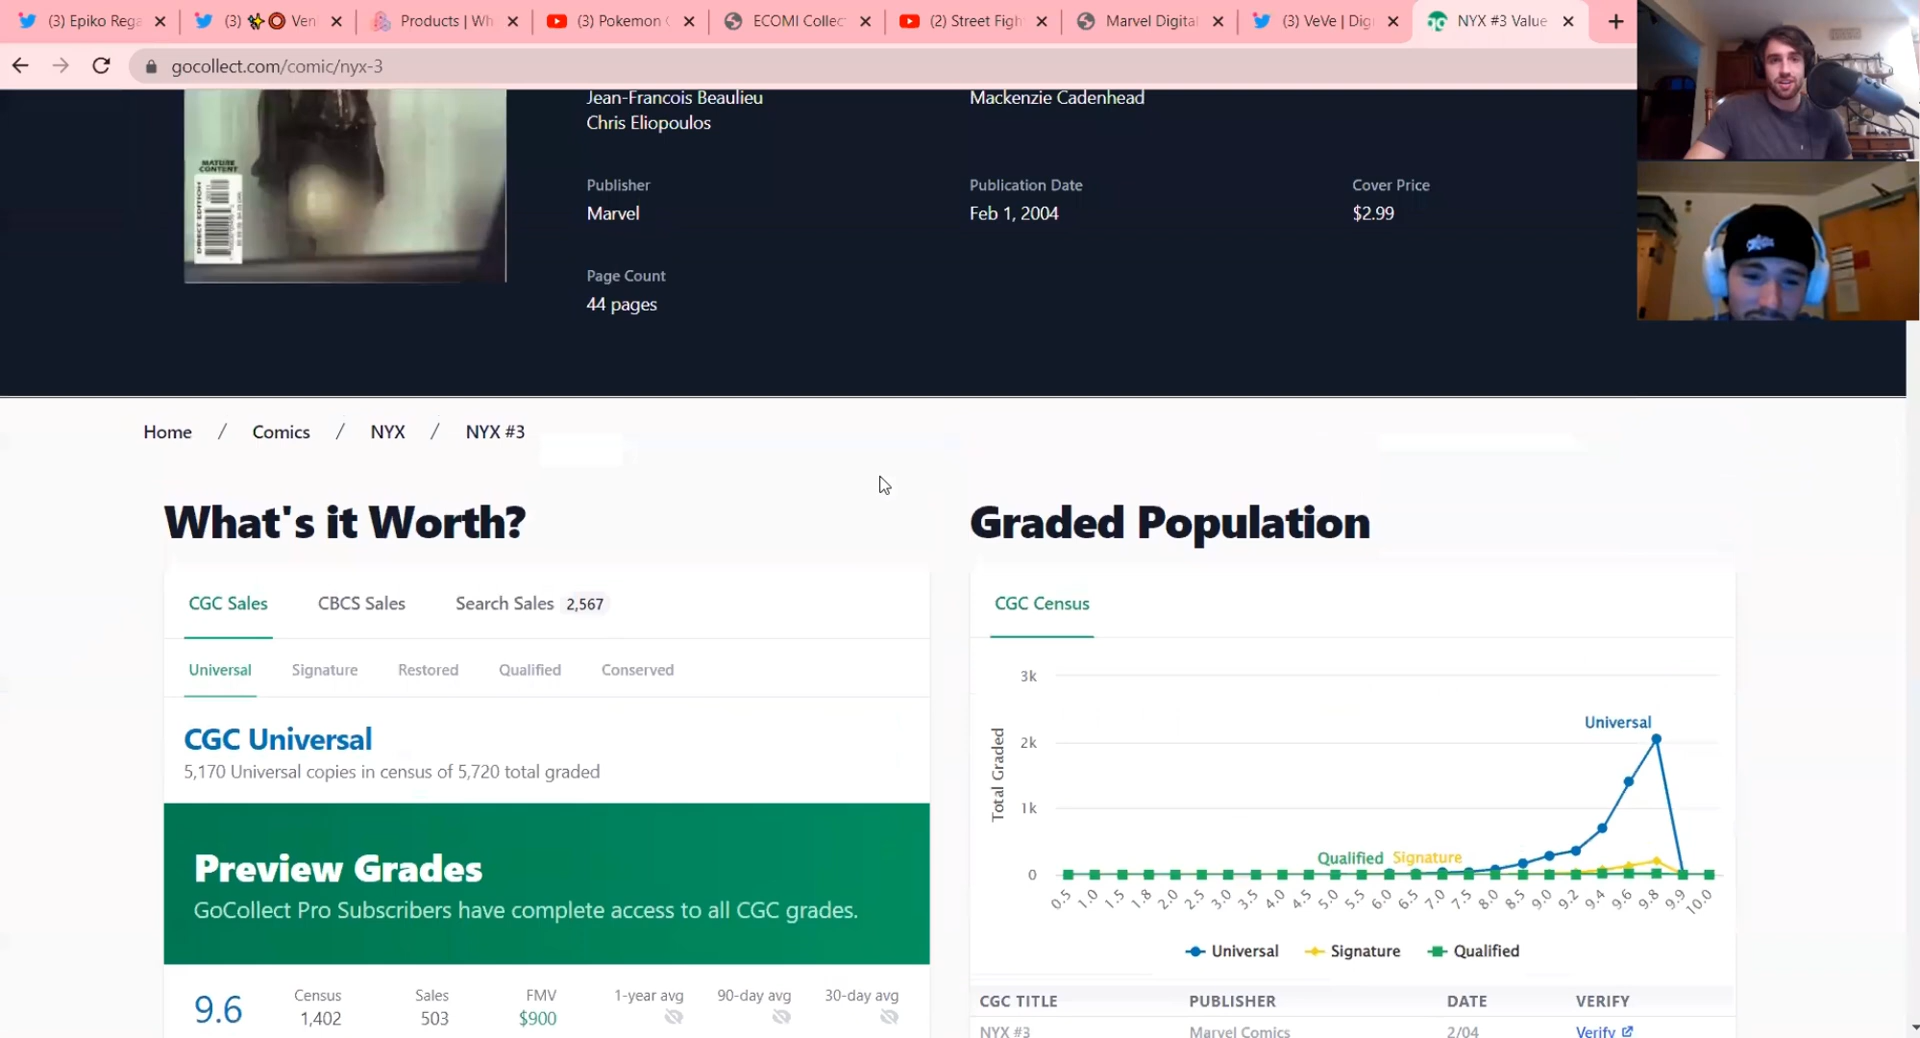 (3) Epiko Rega
(3) ✨⭕ Ven
Products | Wh
(3) Pokemon
ECOMI Collec
(2) Street Figh
Marvel Digital
(3) VeVe | Digi
NYX #3 Value
gocollect.com/comic/nyx-3
MATURE CONTENT
DIRECT EDITION
Jean-Francois Beaulieu
Chris Eliopoulos
Mackenzie Cadenhead
Publisher
Marvel
Publication Date
Feb 1, 2004
Cover Price
$2.99
Page Count
44 pages
Home / Comics / NYX / NYX #3
What's it Worth?
CGC Sales CBCS Sales Search Sales 2,567
Universal Signature Restored Qualified Conserved
CGC Universal
5,170 Universal copies in census of 5,720 total graded
Preview Grades
GoCollect Pro Subscribers have complete access to all CGC grades.
Census Sales FMV 1-year avg 90-day avg 30-day avg
9.6 1,402 503 $900
Graded Population
CGC Census
Total Graded
3k
2k
1k
0
Universal
Qualified Signature
0.5 1.0 1.5 1.8 2.0 2.5 3.0 3.5 4.0 4.5 5.0 5.5 6.0 6.5 7.0 7.5 8.0 8.5 9.0 9.2 9.4 9.6 9.8 9.9 10.0
Universal Signature Qualified
CGC TITLE PUBLISHER DATE VERIFY
NYX #3 Marvel Comics 2/04 Verify